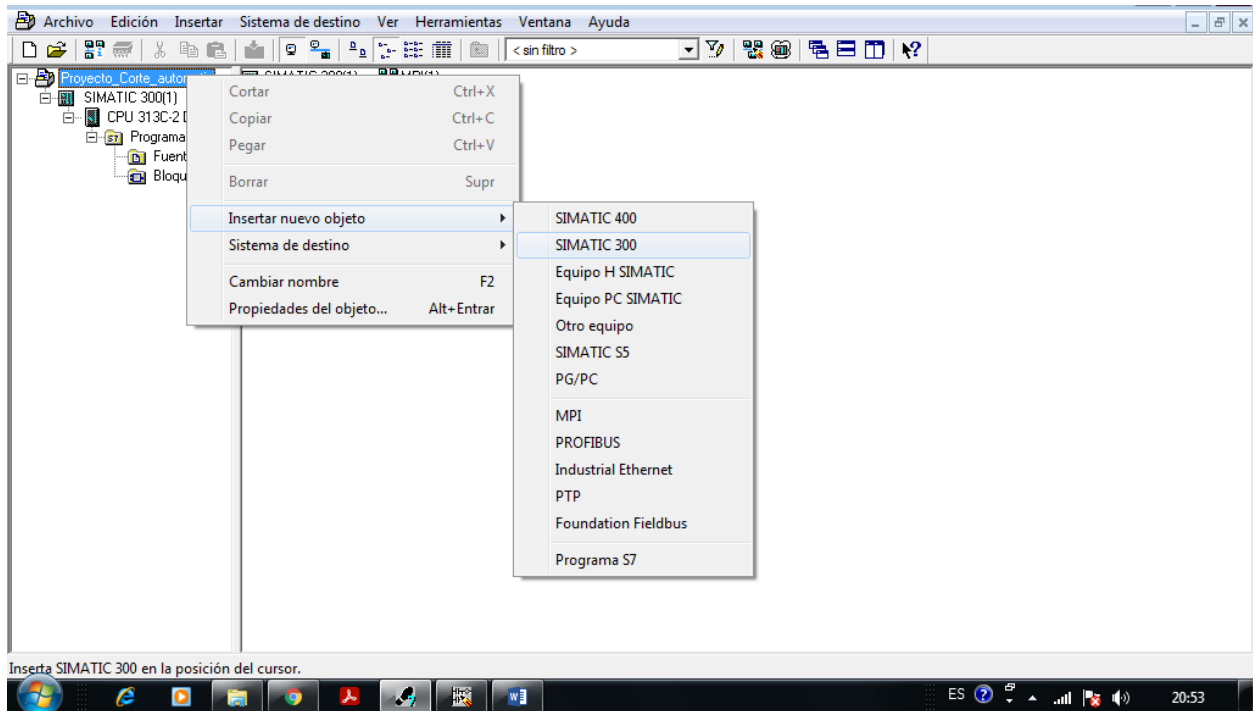 Archivo Edición Insertar Sistema de destino Ver Herramientas Ventana Ayuda
< sin filtro >
SIMATIC 300(1)
CPU 313C-2
Programa
Cortar Ctrl+X
Copiar Ctrl+C
Pegar Ctrl+V
Borrar Supr
Insertar nuevo objeto
Sistema de destino
Cambiar nombre F2
Propiedades del objeto... Alt+Entrar
SIMATIC 400
SIMATIC 300
Equipo H SIMATIC
Equipo PC SIMATIC
Otro equipo
SIMATIC S5
PG/PC
MPI
PROFIBUS
Industrial Ethernet
PTP
Foundation Fieldbus
Programa S7
Inserta SIMATIC 300 en la posición del cursor.
ES 20:53